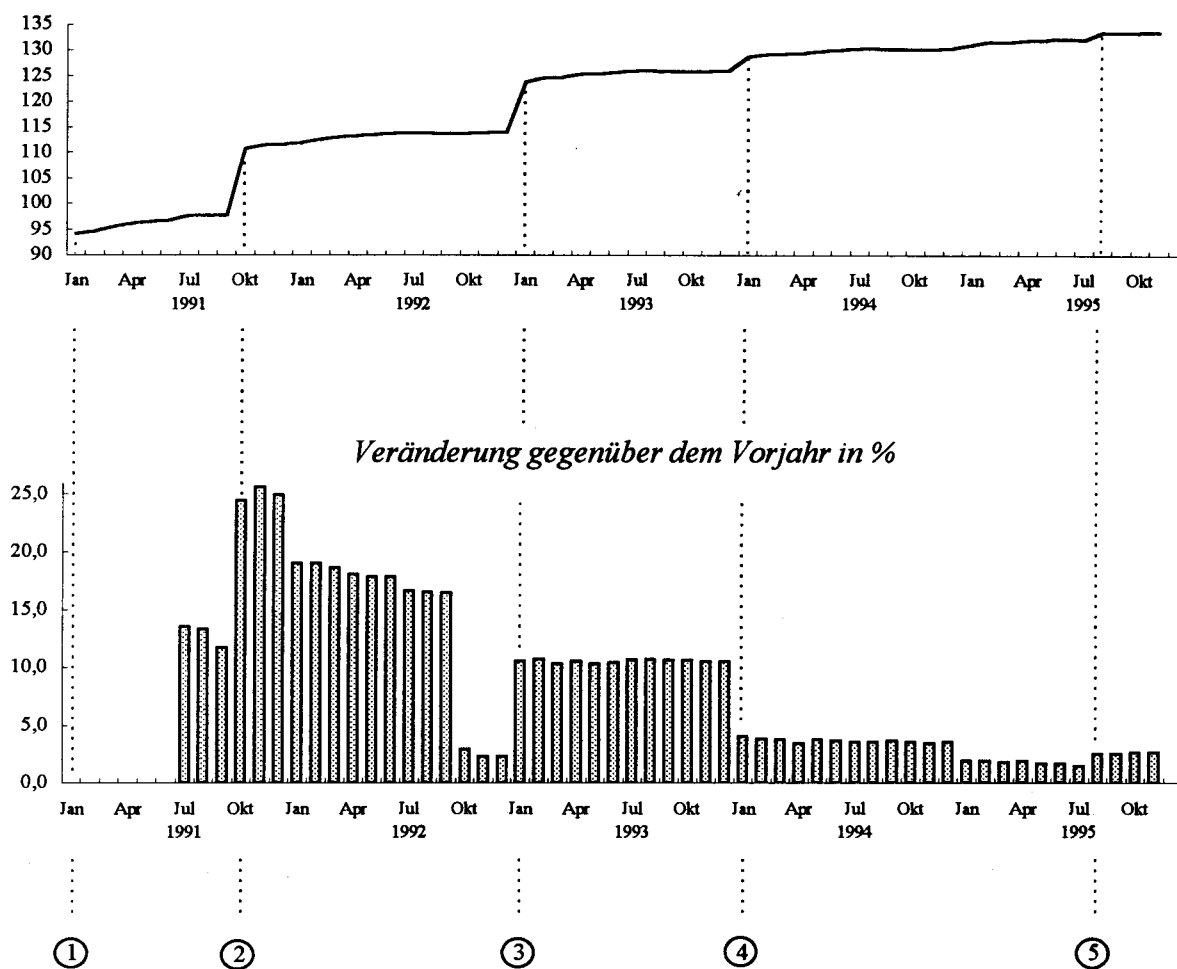 135
130
125
120
115
110
105
100
95
90
Jan Apr Jul Okt Jan Apr Jul Okt Jan Apr Jul Okt Jan Apr Jul Okt Jan Apr Jul Okt
1991 1992 1993 1994 1995
Veränderung gegenüber dem Vorjahr in %
25,0
20,0
15,0
10,0
5,0
0,0
Jan Apr Jul Okt Jan Apr Jul Okt Jan Apr Jul Okt Jan Apr Jul Okt Jan Apr Jul Okt
1991 1992 1993 1994 1995
1 2 3 4 5